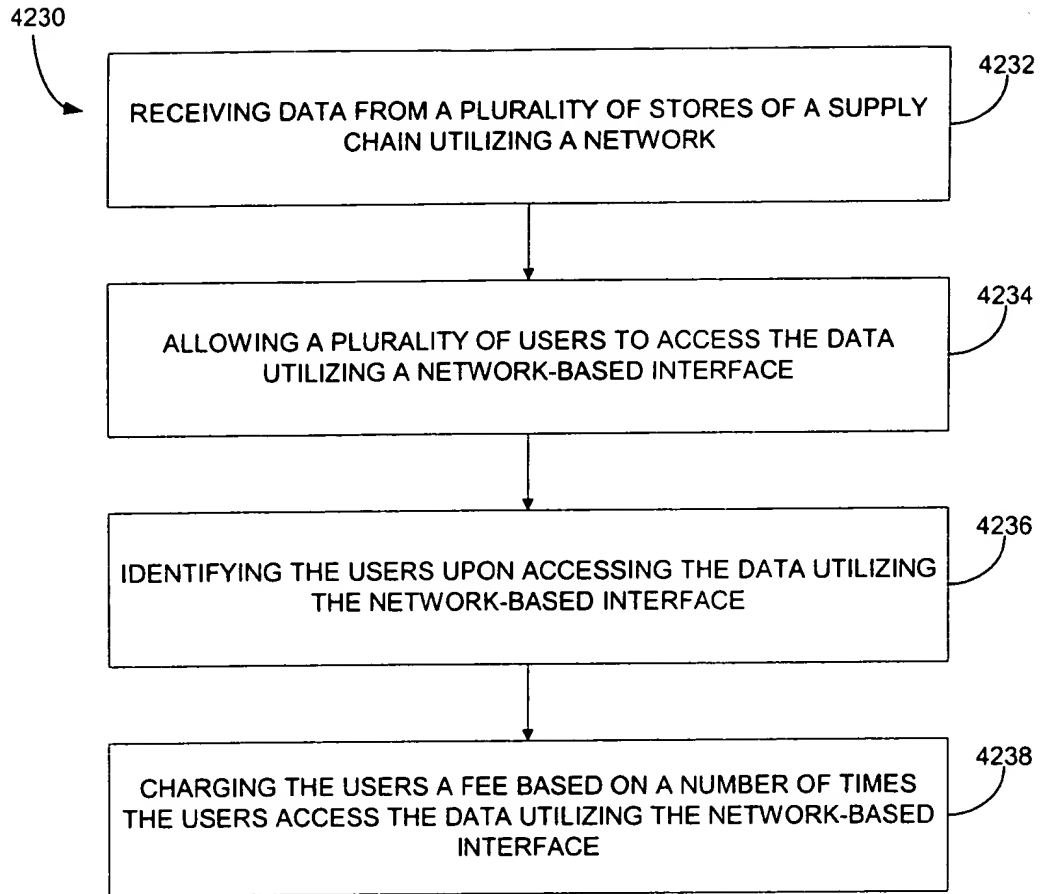 4230
4232
RECEIVING DATA FROM A PLURALITY OF STORES OF A SUPPLY
CHAIN UTILIZING A NETWORK
4234
ALLOWING A PLURALITY OF USERS TO ACCESS THE DATA
UTILIZING A NETWORK-BASED INTERFACE
4236
IDENTIFYING THE USERS UPON ACCESSING THE DATA UTILIZING
THE NETWORK-BASED INTERFACE
4238
CHARGING THE USERS A FEE BASED ON A NUMBER OF TIMES
THE USERS ACCESS THE DATA UTILIZING THE NETWORK-BASED
INTERFACE